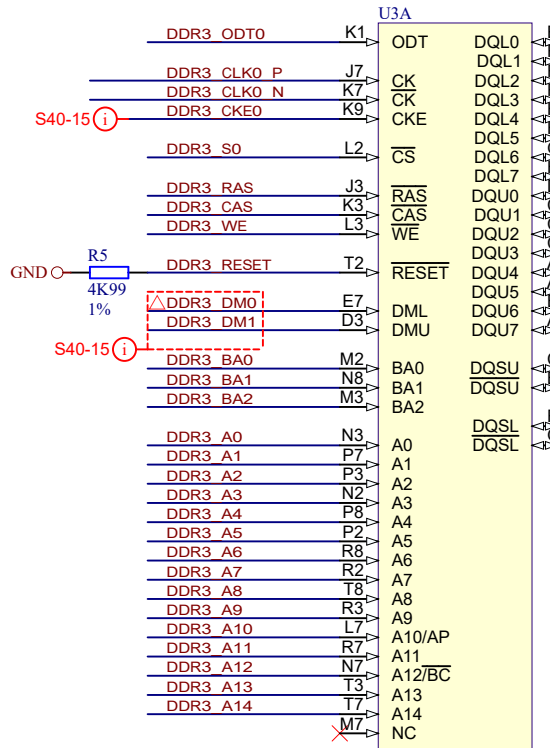 U3A
DDR3_ODT0 K1 ODT DQL0
DQL1
DDR3_CLK0_P J7 CK DQL2
DDR3_CLK0_N K7 CK DQL3
S40-15 i DDR3_CKE0 K9 CKE DQL4
DQL5
DDR3_S0 L2 CS DQL6
DQL7
DDR3_RAS J3 RAS DQU0
DDR3_CAS K3 CAS DQU1
DDR3_WE L3 WE DQU2
R5 DQU3
GND DDR3_RESET T2 RESET DQU4
4K99 DQU5
1% DDR3_DM0 E7 DML DQU6
DDR3_DM1 D3 DMU DQU7
S40-15 i
DDR3_BA0 M2 BA0 DQSU
DDR3_BA1 N8 BA1 DQSU
DDR3_BA2 M3 BA2
DQSL
DDR3_A0 N3 A0 DQSL
DDR3_A1 P7 A1
DDR3_A2 P3 A2
DDR3_A3 N2 A3
DDR3_A4 P8 A4
DDR3_A5 P2 A5
DDR3_A6 R8 A6
DDR3_A7 R2 A7
DDR3_A8 T8 A8
DDR3_A9 R3 A9
DDR3_A10 L7 A10/AP
DDR3_A11 R7 A11
DDR3_A12 N7 A12/BC
DDR3_A13 T3 A13
DDR3_A14 T7 A14
M7 NC